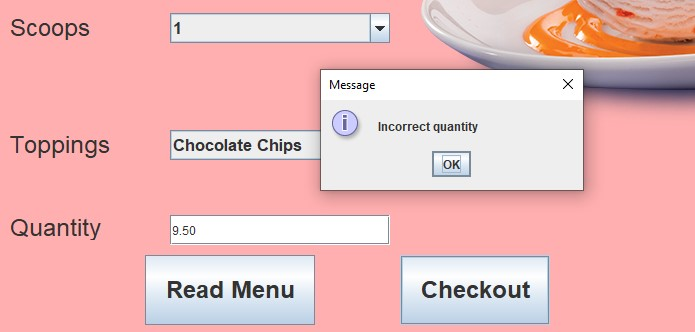 Scoops
1
Message
Incorrect quantity
OK
Toppings
Chocolate Chips
Quantity
9.50
Read Menu
Checkout